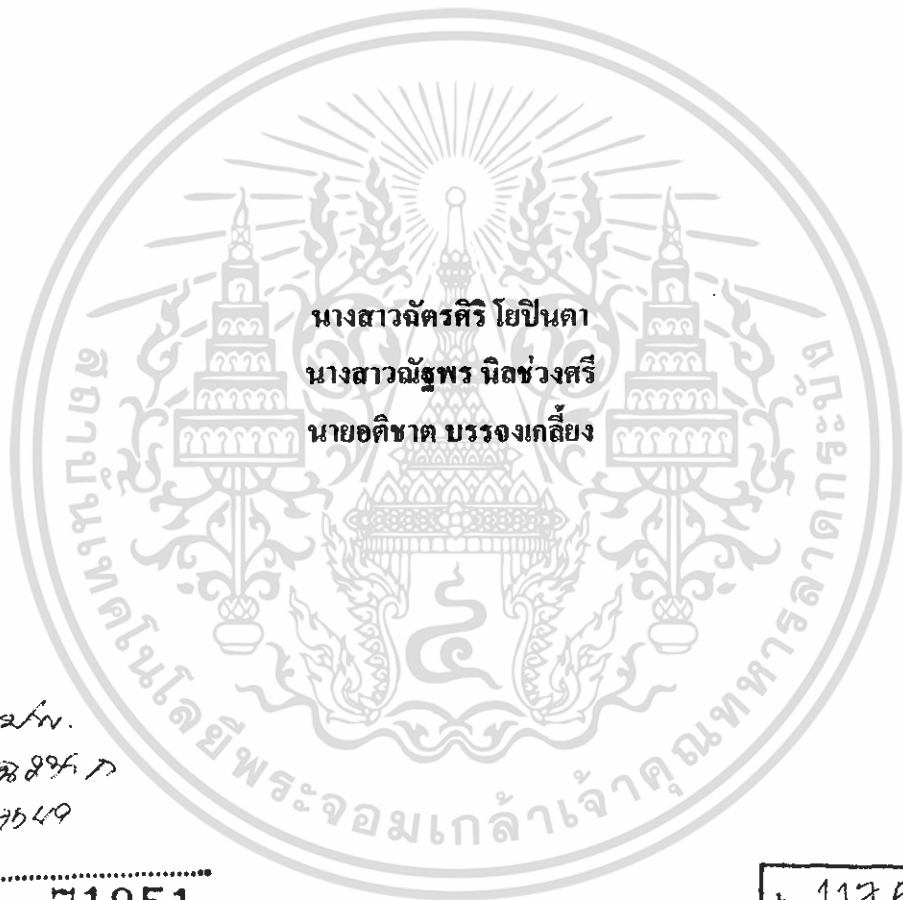 นางสาวฉัตรศิริ โยปินตา
นางสาวณัฐพร นิลช่วงศรี
นายอติชาต บรรจงเกลี้ยง
สถาบันเทคโนโลยีพระจอมเกล้าเจ้าคุณทหารลาดกระบัง